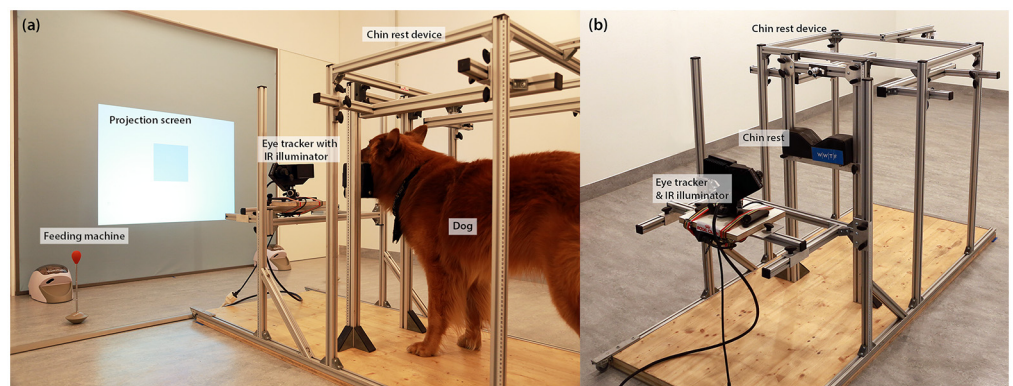 (a)
Chin rest device
Projection screen
Eye tracker with
IR illuminator
Dog
Feeding machine
(b)
Chin rest device
Chin rest
WWTF
Eye tracker
& IR illuminator